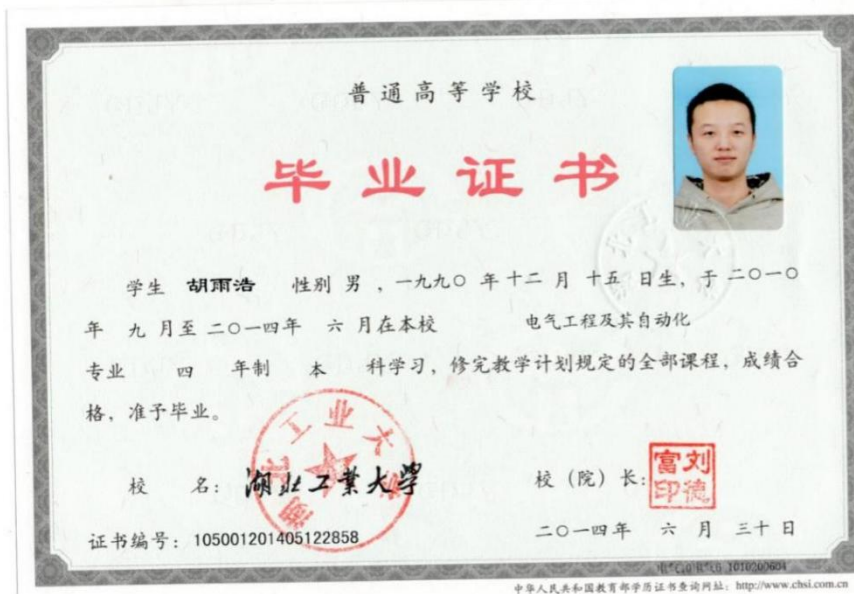 普通高等学校
毕业证书
学生 胡雨浩 性别 男 ,一九九〇 年 十二 月 十五 日生,于 二〇一〇
年 九 月至 二〇一四年 六 月在本校 电气工程及其自动化
专业 四 年制 本 科学习,修完教学计划规定的全部课程,成绩合
格,准予毕业。
湖北工业大学
校 名: 湖北工業大學
校(院)长: 刘德富印
证书编号: 105001201405122858
二〇一四年 六 月 三十 日
1010200604
中华人民共和国教育部学历证书查询网址: http://www.chsi.com.cn